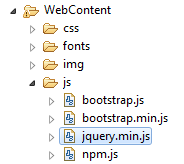 WebContent
css
fonts
img
js
bootstrap.js
bootstrap.min.js
jquery.min.js
npm.js